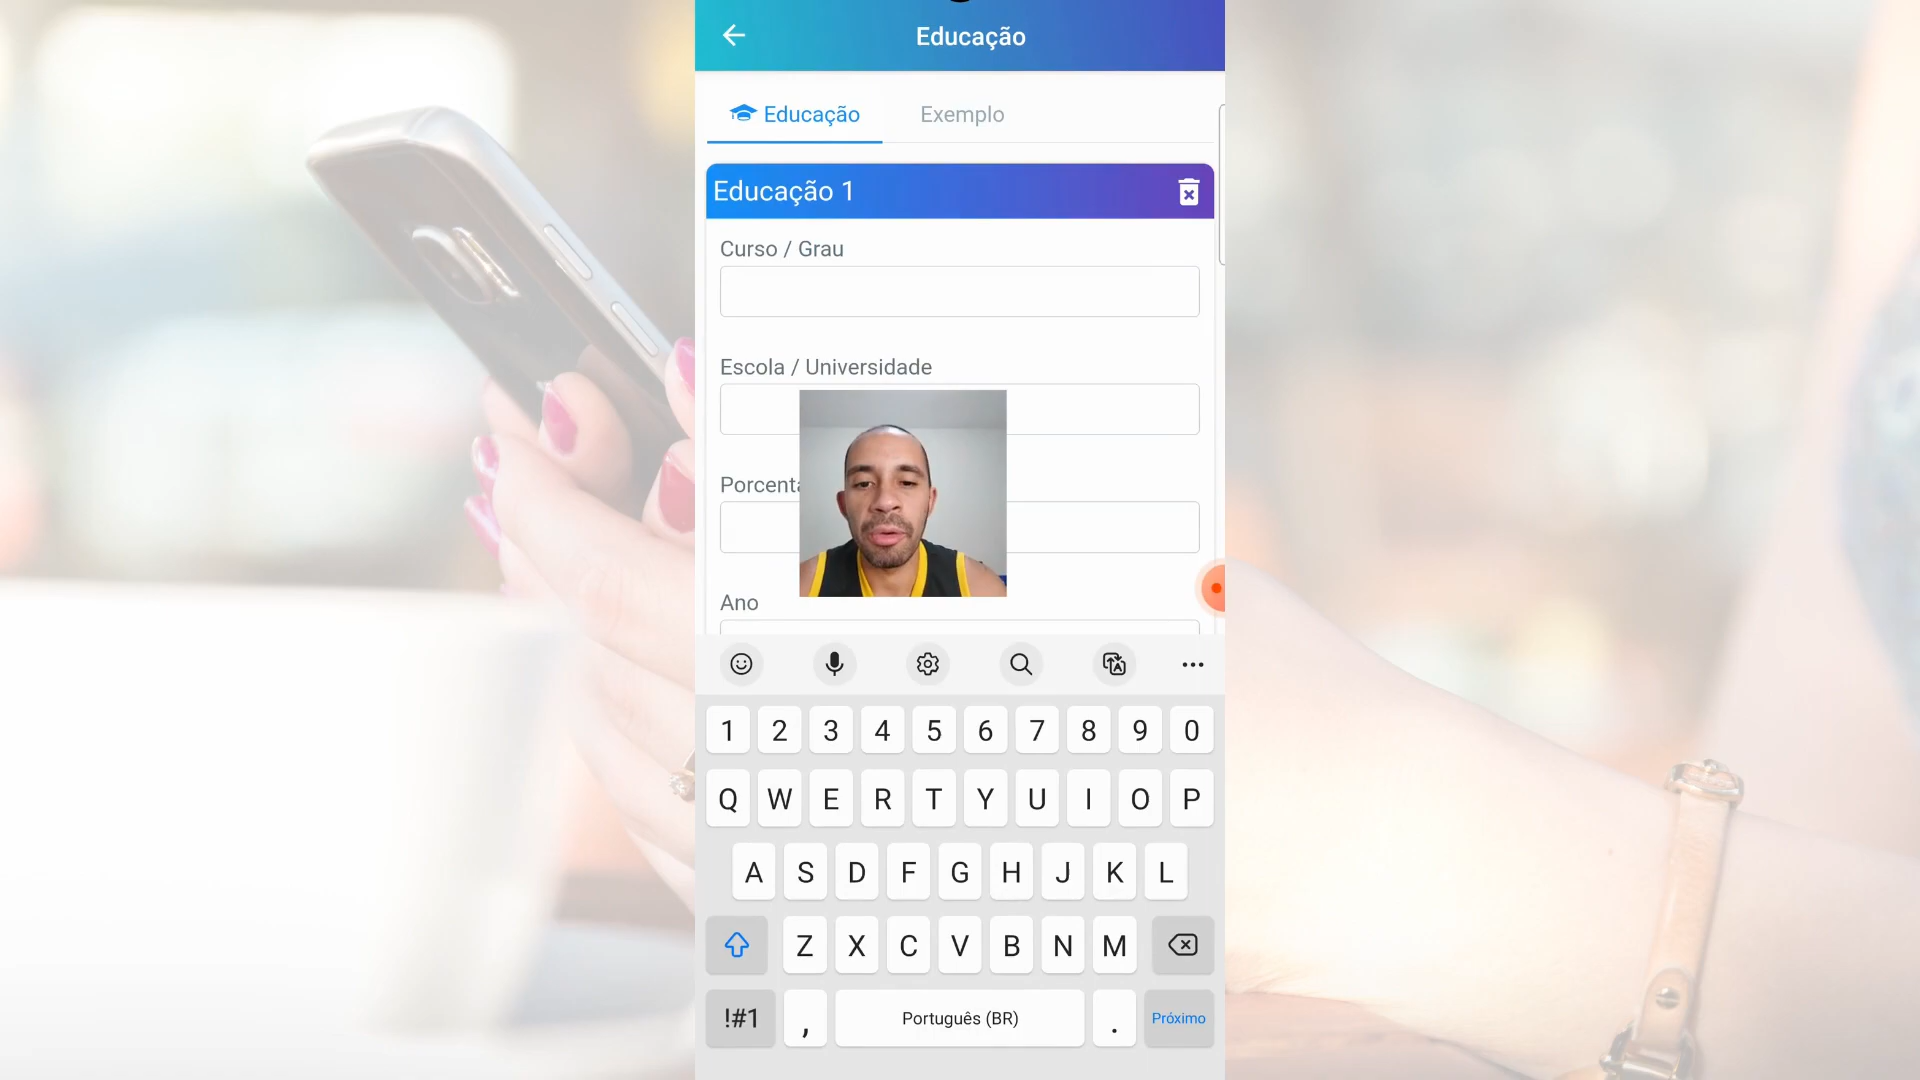 Educação
Educação
Exemplo
Educação 1
Curso / Grau
Escola / Universidade
Ano
1 2 3 4 5 6 7 8 9 0
Q W E R T Y U I O P
A S D F G H J K L
Z X C V B N M
!#1 , Português (BR) . Próximo